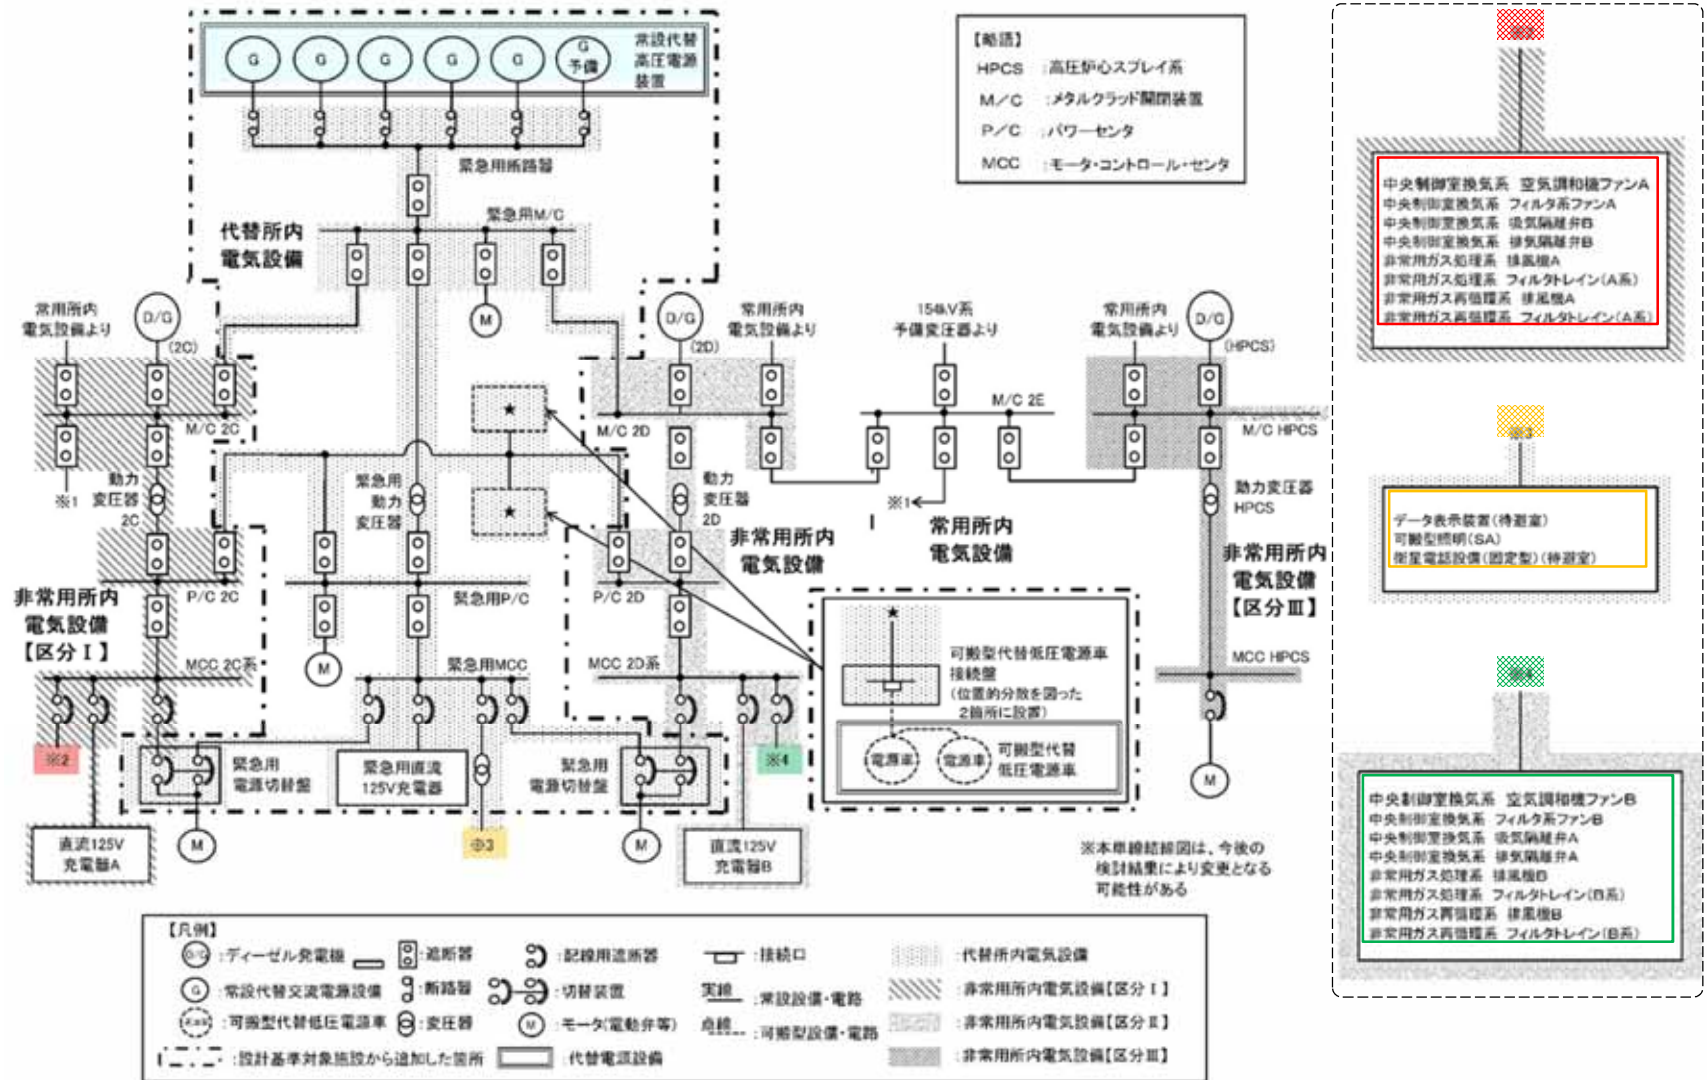 G
G
G
G
G
G
予備
常設代替
高圧電源
装置
緊急用断路器
緊急用M/C
代替所内
電気設備
【略語】
HPCS :高圧炉心スプレイ系
M/C :メタルクラッド開閉装置
P/C :パワーセンタ
MCC :モータ・コントロール・センタ
常用所内
電気設備より
D/G
(2C)
M
D/G
(2D)
常用所内
電気設備より
154kV系
予備変圧器より
常用所内
電気設備より
D/G
(HPCS)
M/C 2C
★
M/C 2D
M/C 2E
M/C HPCS
※1
動力
変圧器
2C
緊急用
動力
変圧器
★
動力
変圧器
2D
※1
動力変圧器
HPCS
非常用所内
電気設備
常用所内
電気設備
非常用所内
電気設備
【区分Ⅲ】
P/C 2C
緊急用P/C
P/C 2D
非常用所内
電気設備
【区分Ⅰ】
MCC 2C系
M
緊急用MCC
MCC 2D系
MCC HPCS
★
可搬型代替低圧電源車
接続盤
(位置的分散を図った
2箇所に設置)
電源車
電源車
可搬型代替
低圧電源車
※2
緊急用
電源切替盤
緊急用直流
125V充電器
緊急用
電源切替盤
※4
M
直流125V
充電器A
M
※3
M
直流125V
充電器B
※本単線結線図は、今後の
検討結果により変更となる
可能性がある
【凡例】
D/G :ディーゼル発電機
:遮断器
:配線用遮断器
:接続口
:代替所内電気設備
G :常設代替交流電源設備
:断路器
:切替装置
実線 :常設設備・電路
:非常用所内電気設備【区分Ⅰ】
電源車 :可搬型代替低圧電源車
:変圧器
M :モータ(電動弁等)
点線 :可搬型設備・電路
:非常用所内電気設備【区分Ⅱ】
:設計基準対象施設から追加した箇所
:代替電源設備
:非常用所内電気設備【区分Ⅲ】
※2
中央制御室換気系 空気調和機ファンA
中央制御室換気系 フィルタ系ファンA
中央制御室換気系 吸気隔離弁B
中央制御室換気系 排気隔離弁B
非常用ガス処理系 排風機A
非常用ガス処理系 フィルタトレイン(A系)
非常用ガス再循環系 排風機A
非常用ガス再循環系 フィルタトレイン(A系)
※3
データ表示装置(待避室)
可搬型照明(SA)
衛星電話設備(固定型)(待避室)
※4
中央制御室換気系 空気調和機ファンB
中央制御室換気系 フィルタ系ファンB
中央制御室換気系 吸気隔離弁A
中央制御室換気系 排気隔離弁A
非常用ガス処理系 排風機B
非常用ガス処理系 フィルタトレイン(B系)
非常用ガス再循環系 排風機B
非常用ガス再循環系 フィルタトレイン(B系)